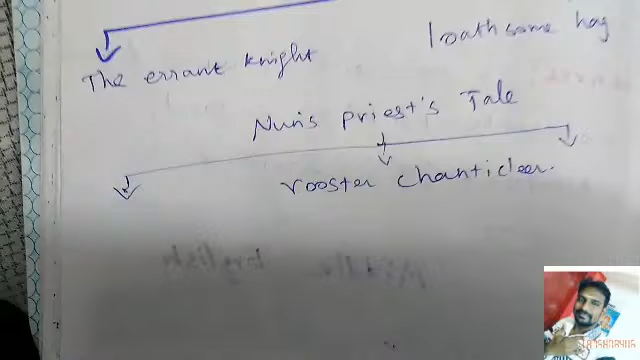 The errant knight
loathsome hag
Nun's priest's Tale
rooster chanticleer.